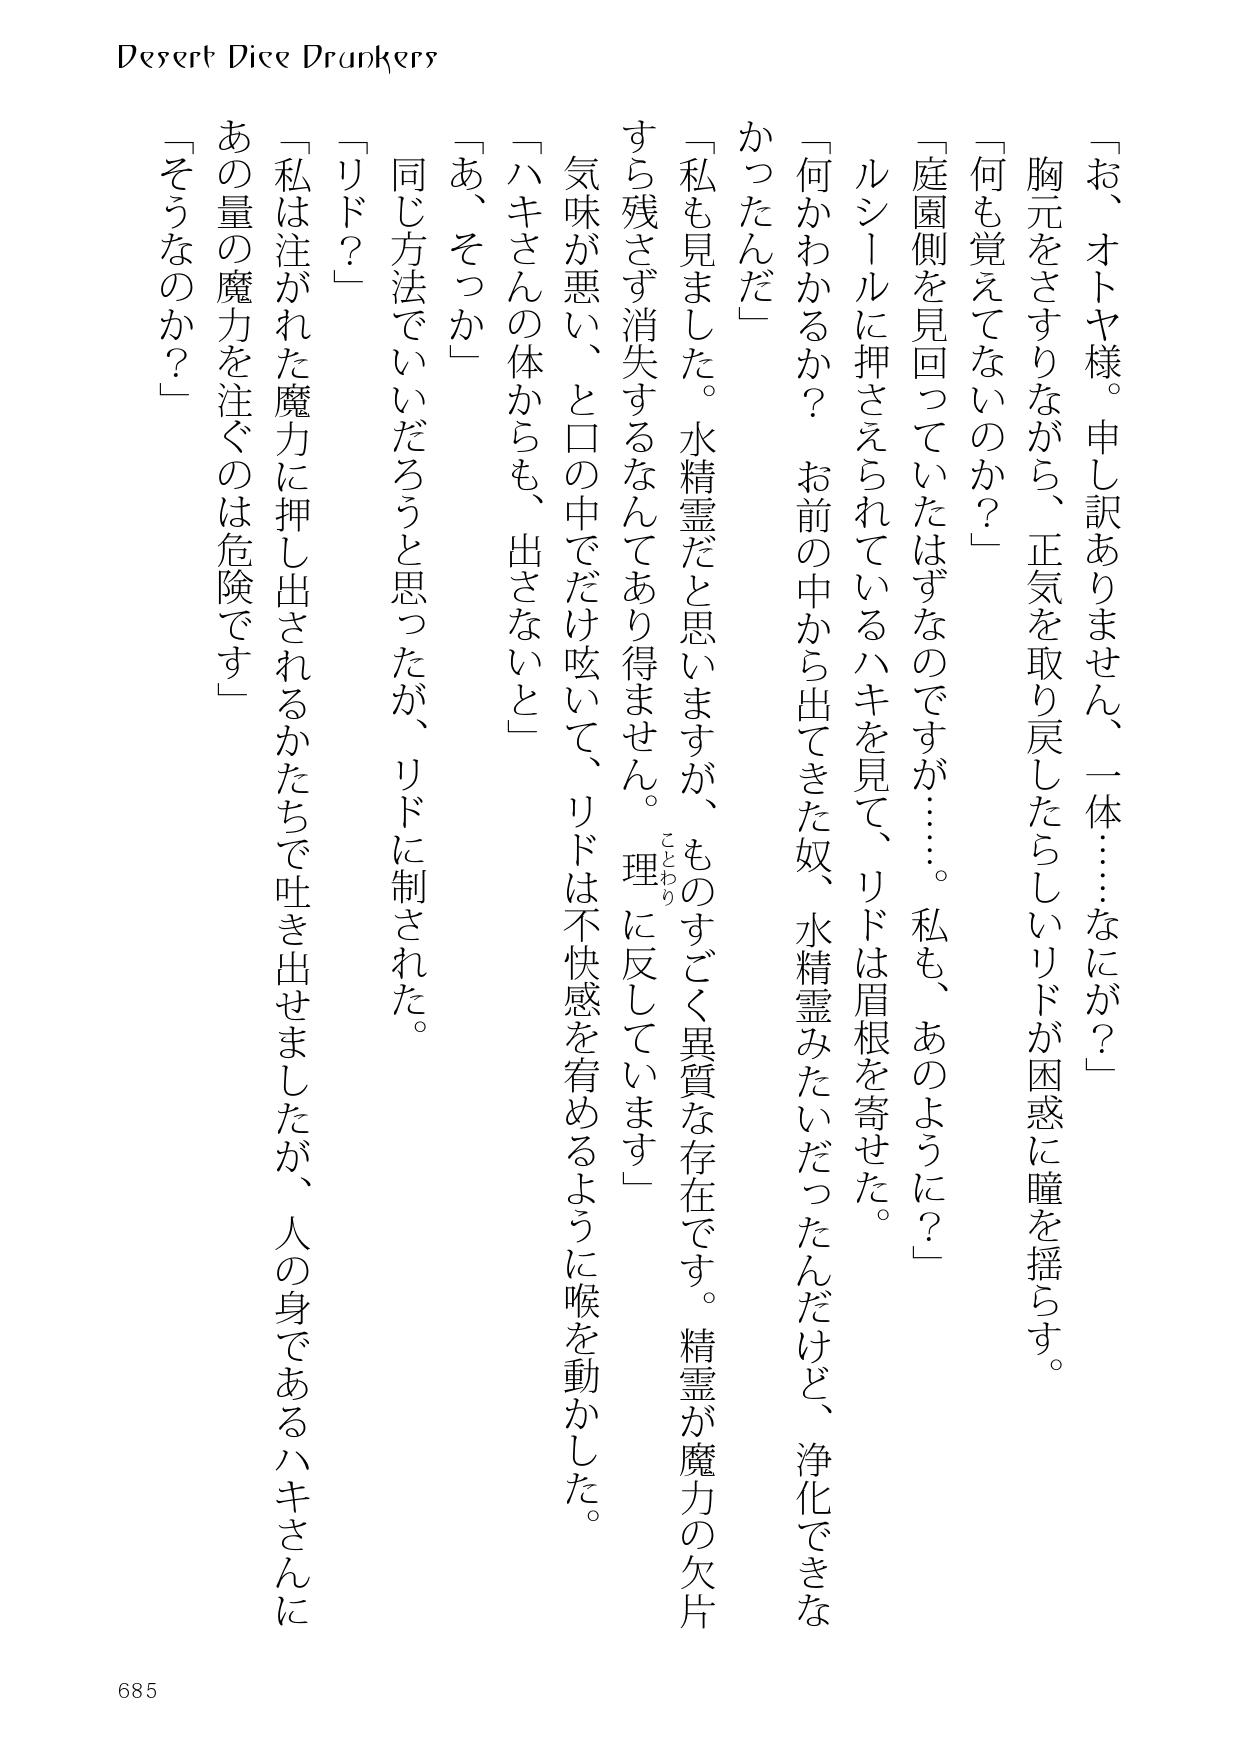 Desert Dice Drunkers
「お、オトヤ様。申し訳ありません、一体……なにが？」
胸元をさすりながら、正気を取り戻したらしいリドが困惑に瞳を揺らす。
「何も覚えてないのか？」
「庭園側を見回っていたはずなのですが……。私も、あのように？」
ルシールに押さえられているハキを見て、リドは眉根を寄せた。
「何かわかるか？　お前の中から出てきた奴、水精霊みたいだったんだけど、浄化できな
かったんだ」
「私も見ました。水精霊だと思いますが、ものすごく異質な存在です。精霊が魔力の欠片
すら残さず消失するなんてあり得ません。理ことわりに反しています」
気味が悪い、と口の中でだけ呟いて、リドは不快感を宥めるように喉を動かした。
「ハキさんの体からも、出さないと」
「あ、そっか」
同じ方法でいいだろうと思ったが、リドに制された。
「リド？」
「私は注がれた魔力に押し出されるかたちで吐き出せましたが、人の身であるハキさんに
あの量の魔力を注ぐのは危険です」
「そうなのか？」
685